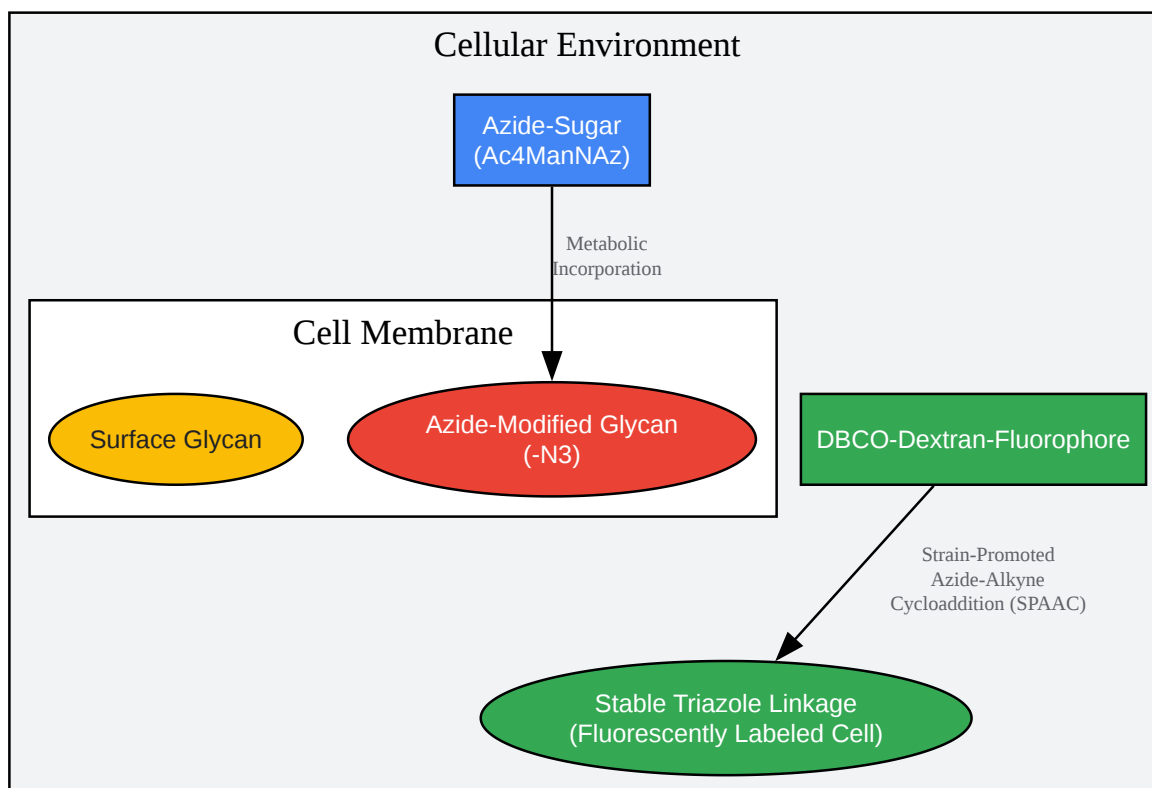 Cellular Environment
Azide-Sugar
(Ac4ManNAz)
Metabolic
Incorporation
Cell Membrane
Surface Glycan
Azide-Modified Glycan
(-N3)
DBCO-Dextran-Fluorophore
Strain-Promoted
Azide-Alkyne
Cycloaddition (SPAAC)
Stable Triazole Linkage
(Fluorescently Labeled Cell)